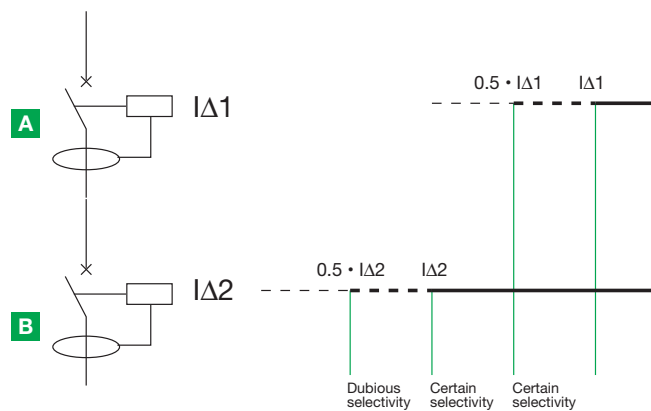 0.5 • IΔ1 IΔ1
A IΔ1
0.5 • IΔ2 IΔ2
IΔ2
B
Dubious selectivity
Certain selectivity
Certain selectivity